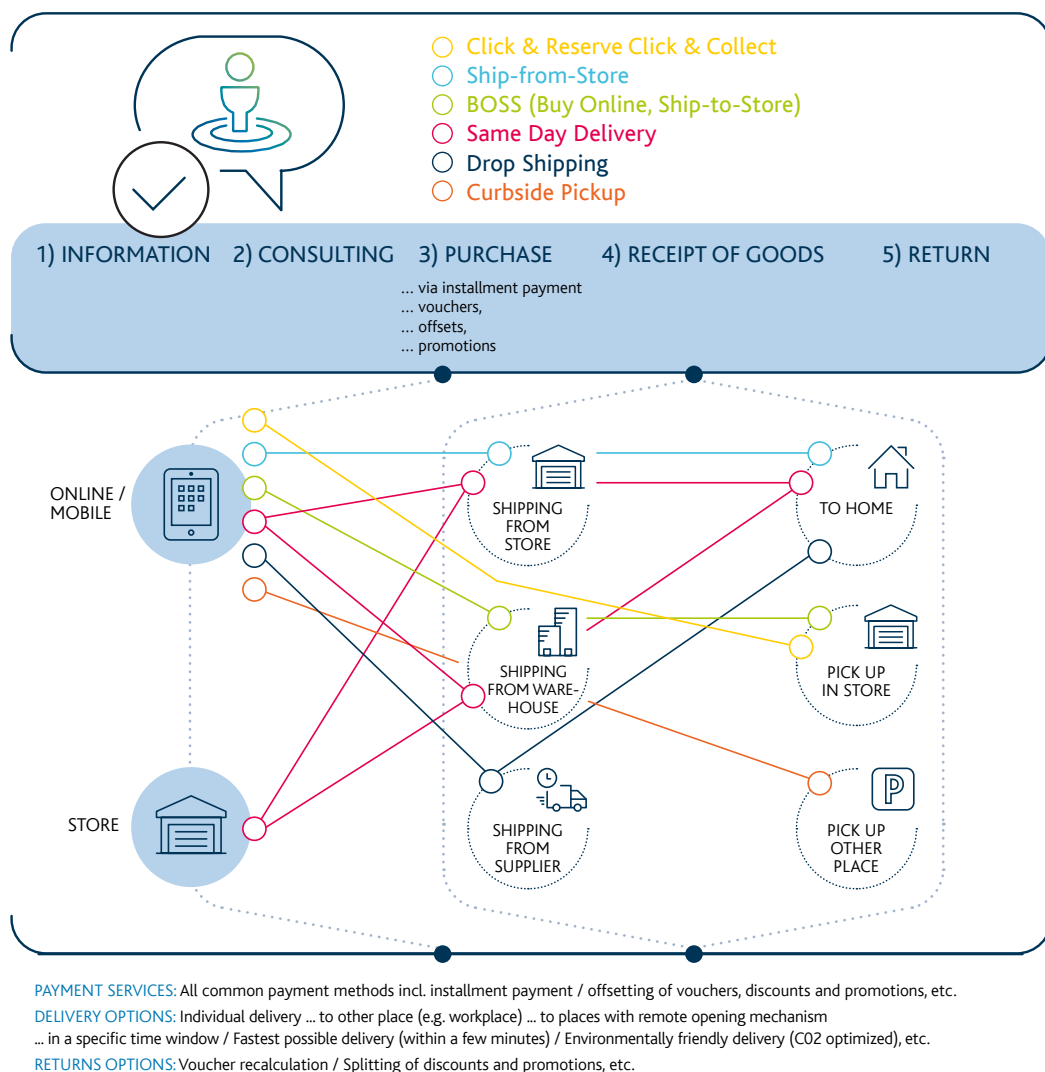 Click & Reserve Click & Collect
Ship-from-Store
BOSS (Buy Online, Ship-to-Store)
Same Day Delivery
Drop Shipping
Curbside Pickup
1) INFORMATION
2) CONSULTING
3) PURCHASE
4) RECEIPT OF GOODS
5) RETURN
... via installment payment
... vouchers,
... offsets,
... promotions
ONLINE /
MOBILE
SHIPPING
FROM
STORE
TO HOME
SHIPPING
FROM WARE-
HOUSE
PICK UP
IN STORE
STORE
SHIPPING
FROM
SUPPLIER
P
PICK UP
OTHER
PLACE
PAYMENT SERVICES: All common payment methods incl. installment payment / offsetting of vouchers, discounts and promotions, etc.
DELIVERY OPTIONS: Individual delivery ... to other place (e.g. workplace) ... to places with remote opening mechanism
... in a specific time window / Fastest possible delivery (within a few minutes) / Environmentally friendly delivery (CO2 optimized), etc.
RETURNS OPTIONS: Voucher recalculation / Splitting of discounts and promotions, etc.